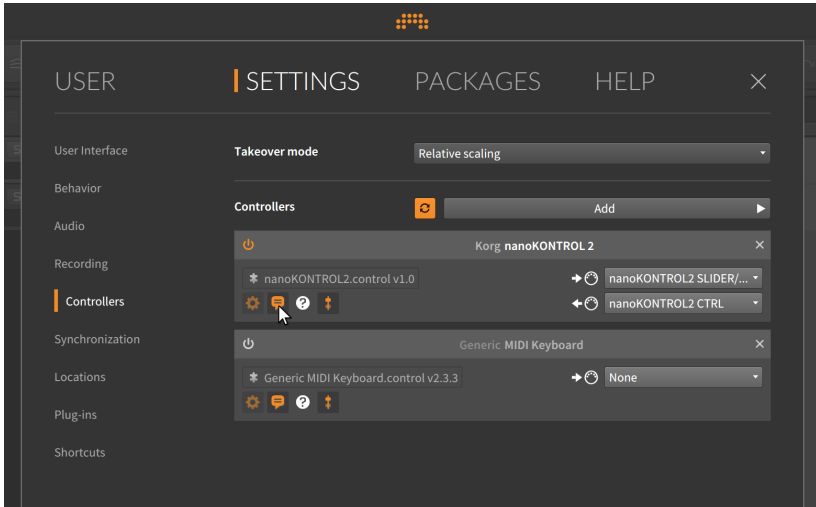 USER SETTINGS PACKAGES HELP
User Interface
Behavior
Audio
Recording
Controllers
Synchronization
Locations
Plug-ins
Shortcuts
Takeover mode Relative scaling
Controllers Add
Korg nanoKONTROL 2
nanoKONTROL2.control v1.0 nanoKONTROL2 SLIDER/...
nanoKONTROL2 CTRL
Generic MIDI Keyboard
Generic MIDI Keyboard.control v2.3.3 None